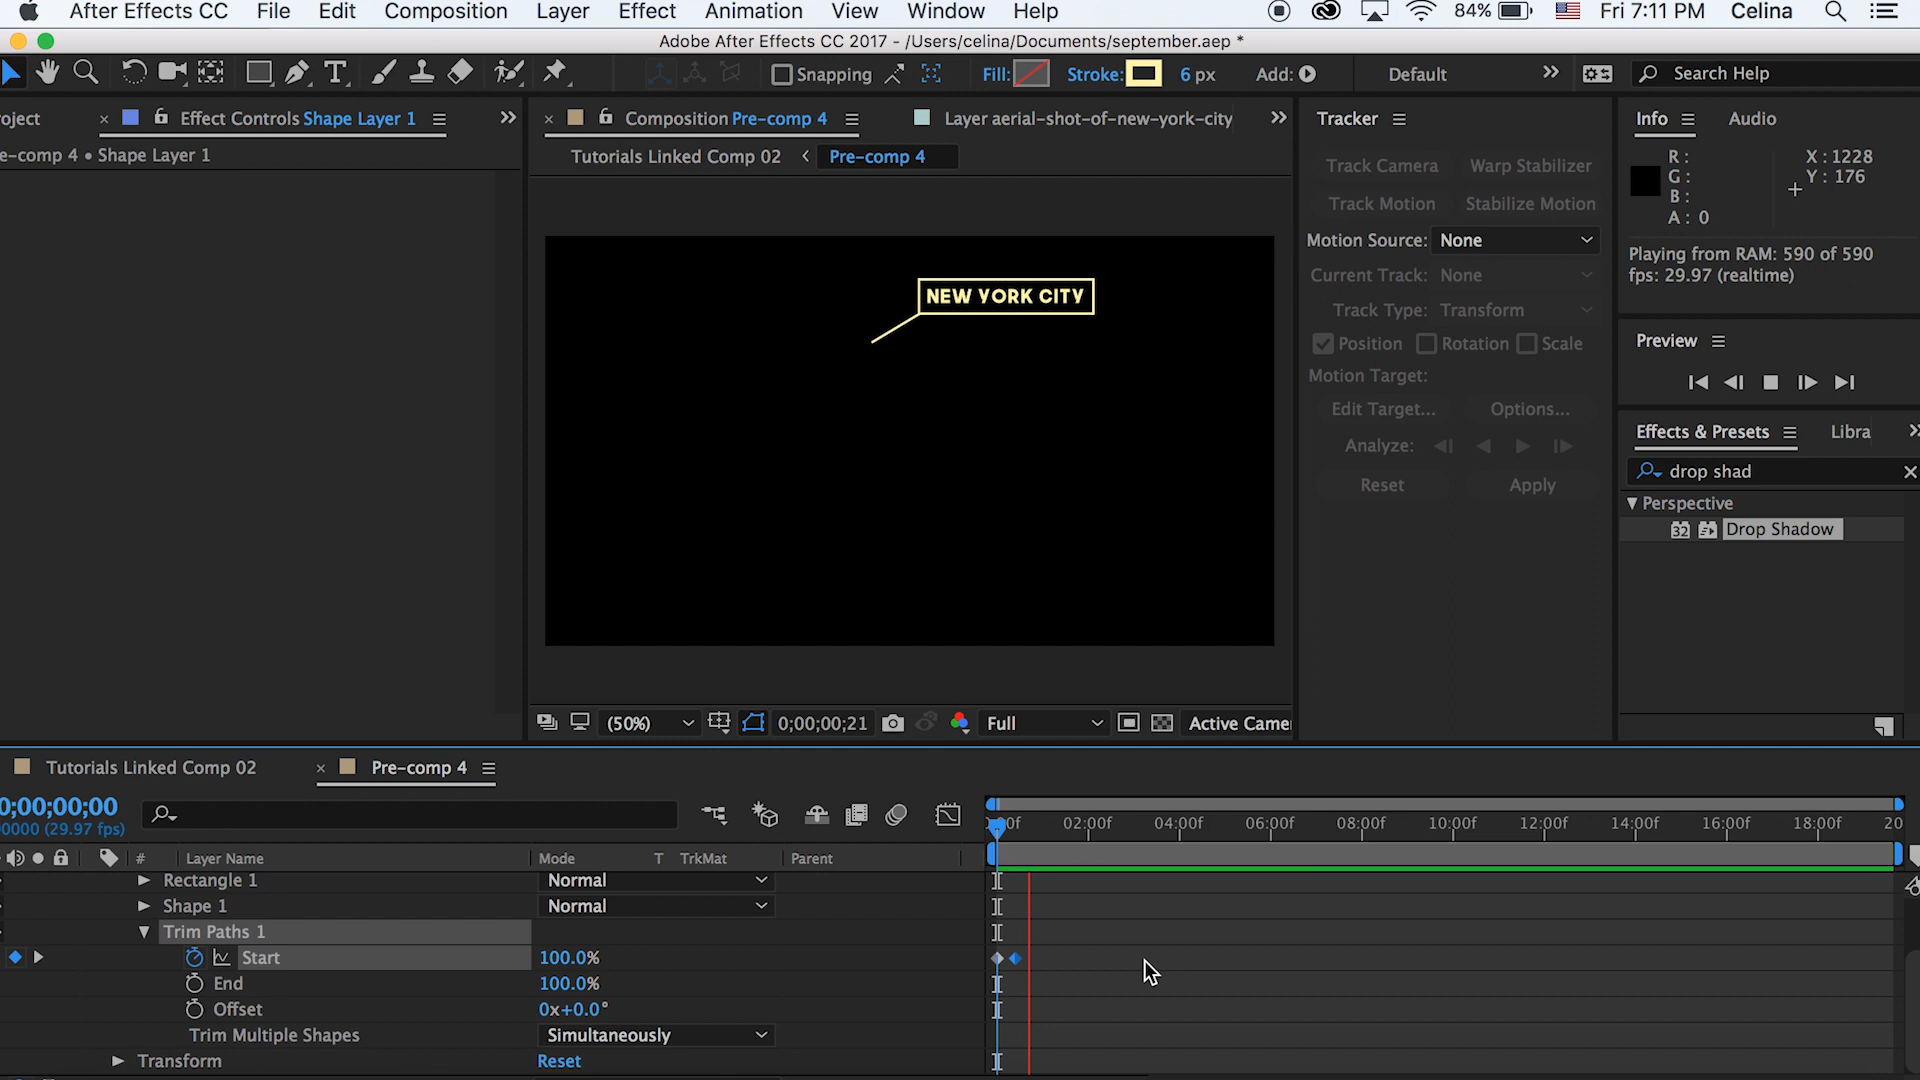 After Effects CC File Edit Composition Layer Effect Animation View Window Help 84% Fri 7:11 PM Celina
Adobe After Effects CC 2017 - /Users/celina/Documents/september.aep *
Snapping Fill: Stroke: 6 px Add: Default Search Help
oject Effect Controls Shape Layer 1 Composition Pre-comp 4 Layer aerial-shot-of-new-york-city Tracker Info Audio
e-comp 4 • Shape Layer 1 Tutorials Linked Comp 02 Pre-comp 4
R: X: 1228
G: Y: 176
B:
A: 0
Track Camera Warp Stabilizer
Track Motion Stabilize Motion
Motion Source: None
Playing from RAM: 590 of 590
fps: 29.97 (realtime)
Current Track: None
Track Type: Transform
Position Rotation Scale
Motion Target:
Edit Target... Options...
Analyze:
Reset Apply
Preview
Effects & Presets Libra
drop shad
Perspective
32 Drop Shadow
NEW YORK CITY
(50%) 0;00;00;21 Full Active Came
Tutorials Linked Comp 02 Pre-comp 4
0;00;00;00
00000 (29.97 fps)
00f 02:00f 04:00f 06:00f 08:00f 10:00f 12:00f 14:00f 16:00f 18:00f 20
# Layer Name Mode T TrkMat Parent
Rectangle 1 Normal
Shape 1 Normal
Trim Paths 1
Start 100.0%
End 100.0%
Offset 0x+0.0°
Trim Multiple Shapes Simultaneously
Transform Reset